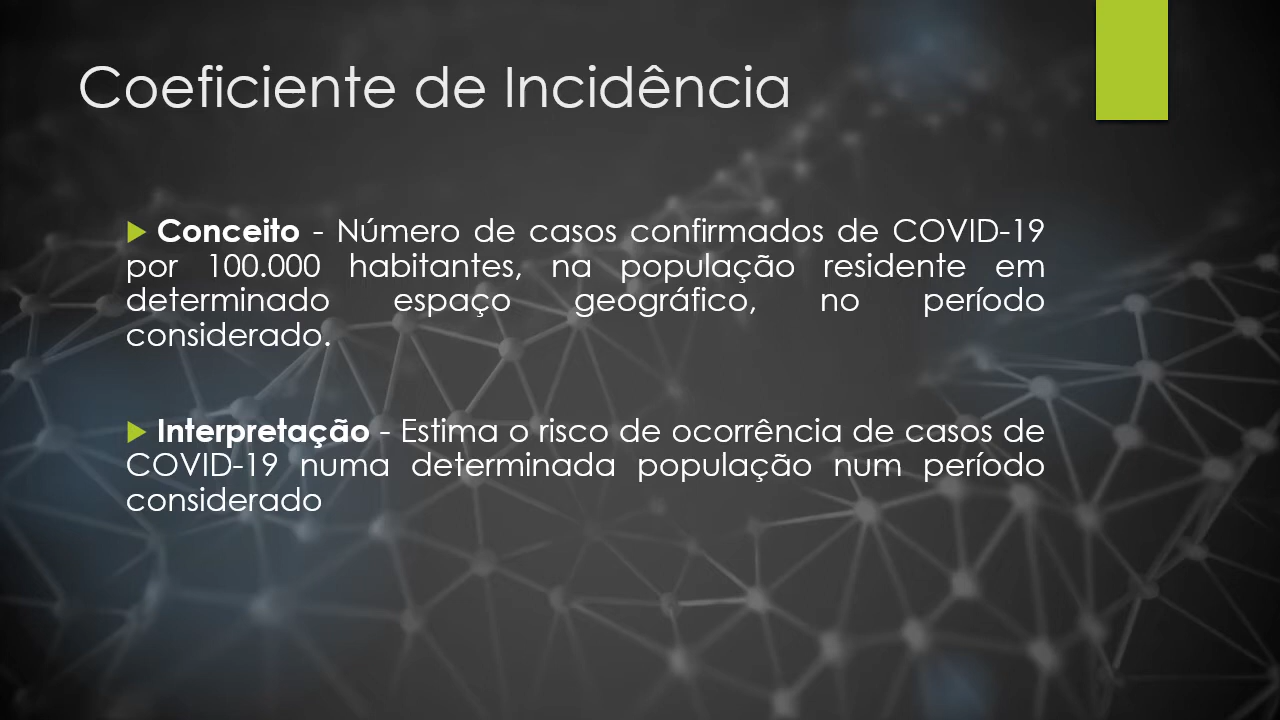 Coeficiente de Incidência
Conceito - Número de casos confirmados de COVID-19
por 100.000 habitantes, na população residente em
determinado espaço geográfico, no período
considerado.
Interpretação - Estima o risco de ocorrência de casos de
COVID-19 numa determinada população num período
considerado